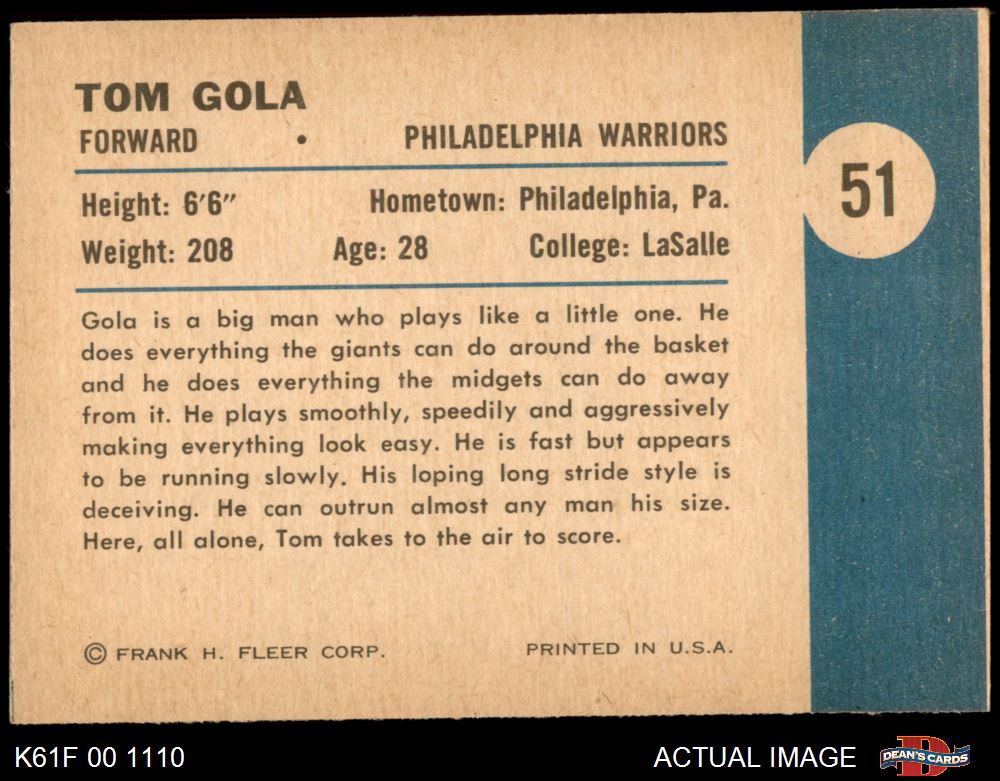 TOM GOLA
FORWARD • PHILADELPHIA WARRIORS
51
Height: 6′6″ Hometown: Philadelphia, Pa.
Weight: 208 Age: 28 College: LaSalle
Gola is a big man who plays like a little one. He
does everything the giants can do around the basket
and he does everything the midgets can do away
from it. He plays smoothly, speedily and aggressively
making everything look easy. He is fast but appears
to be running slowly. His loping long stride style is
deceiving. He can outrun almost any man his size.
Here, all alone, Tom takes to the air to score.
© FRANK H. FLEER CORP. PRINTED IN U.S.A.
K61F 00 1110 ACTUAL IMAGE DEAN'S CARDS